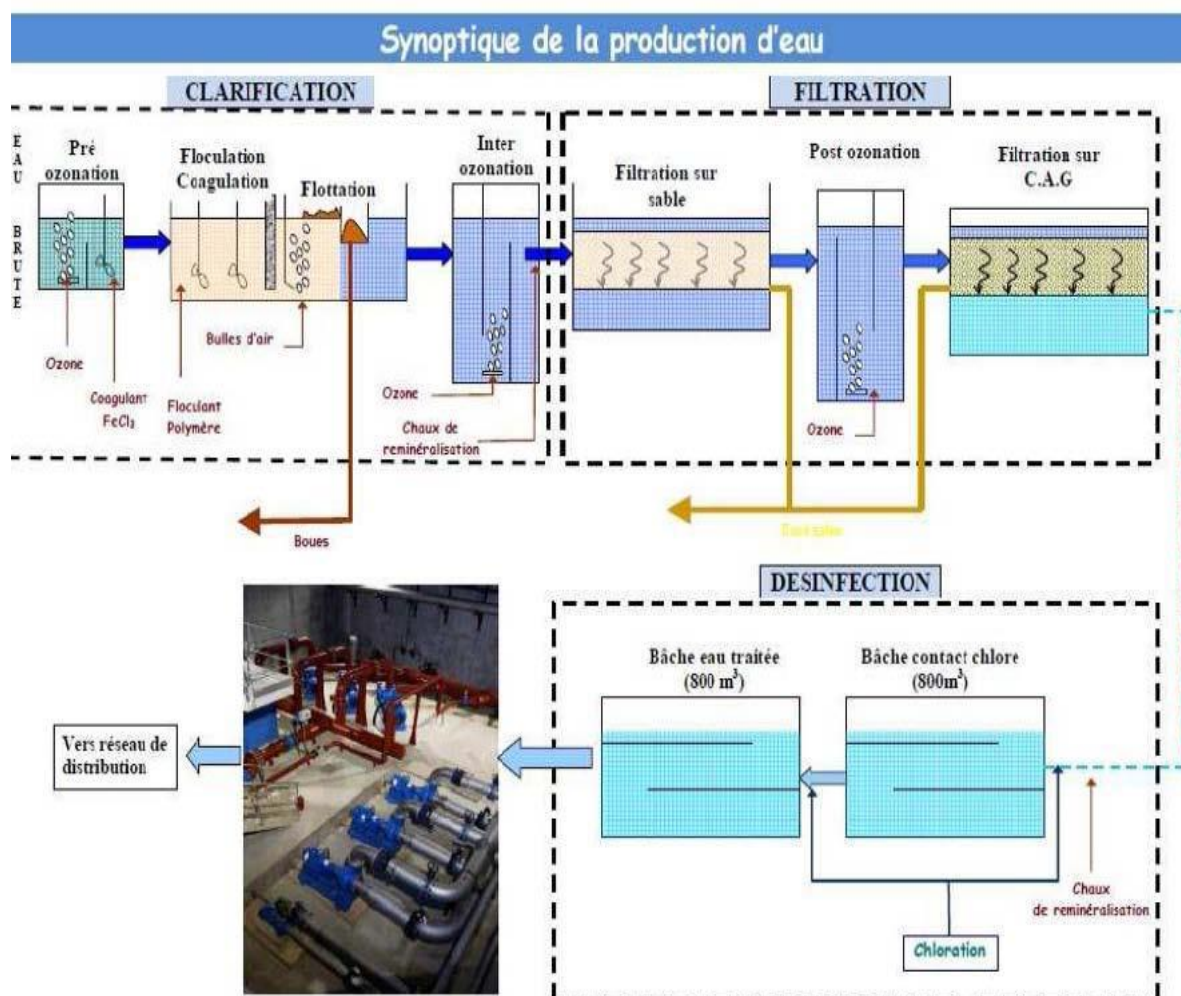 Synoptique de la production d'eau
CLARIFICATION
FILTRATION
EAU BRUTE
Pré
ozonation
Floculation
Coagulation
Flottation
Inter
ozonation
Filtration sur
sable
Post ozonation
Filtration sur
C.A.G
Bulles d'air
Ozone
Coagulant
FeCl₃
Floculant
Polymère
Ozone
Chaux de
reminéralisation
Ozone
Boues
DESINFECTION
Bâche eau traitée
(800 m³)
Bâche contact chlore
(800m³)
Vers réseau de
distribution
Chaux
de reminéralisation
Chloration